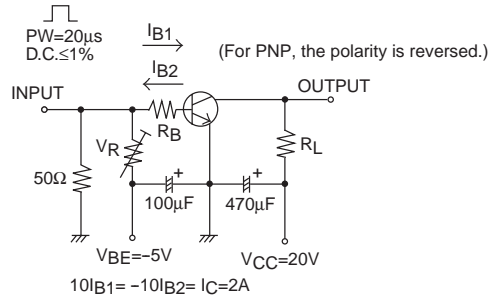 PW=20μs
D.C.≤1%
IB1
IB2
(For PNP, the polarity is reversed.)
INPUT
OUTPUT
RB
VR
RL
50Ω
+
+
100μF
470μF
VBE=–5V
VCC=20V
10IB1= –10IB2= IC=2A